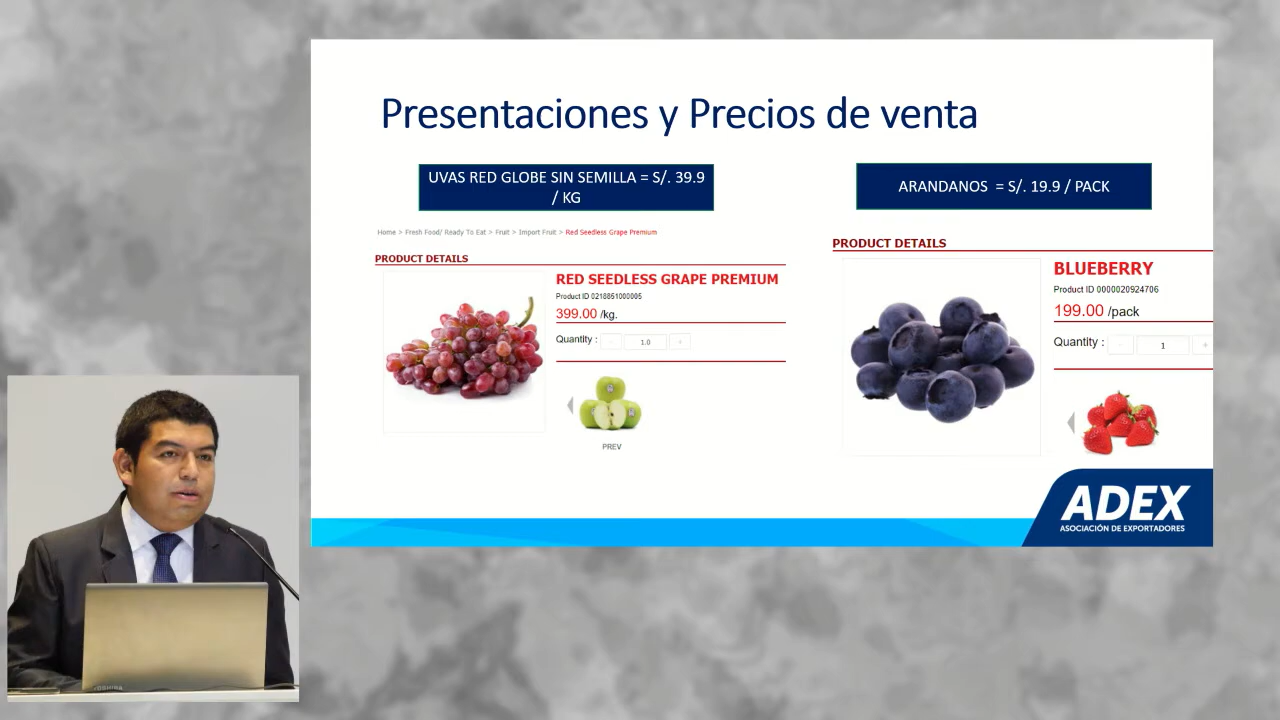 Presentaciones y Precios de venta
UVAS RED GLOBE SIN SEMILLA = S/. 39.9
/ KG
ARANDANOS = S/. 19.9 / PACK
Home > Fresh Food/ Ready To Eat > Fruit > Import Fruit > Red Seedless Grape Premium
PRODUCT DETAILS
RED SEEDLESS GRAPE PREMIUM
Product ID 0218851000005
399.00 /kg.
Quantity :
- 1.0 +
PREV
PRODUCT DETAILS
BLUEBERRY
Product ID 0000020924706
199.00 /pack
Quantity :
- 1 +
ADEX
ASOCIACIÓN DE EXPORTADORES
TOSHIBA